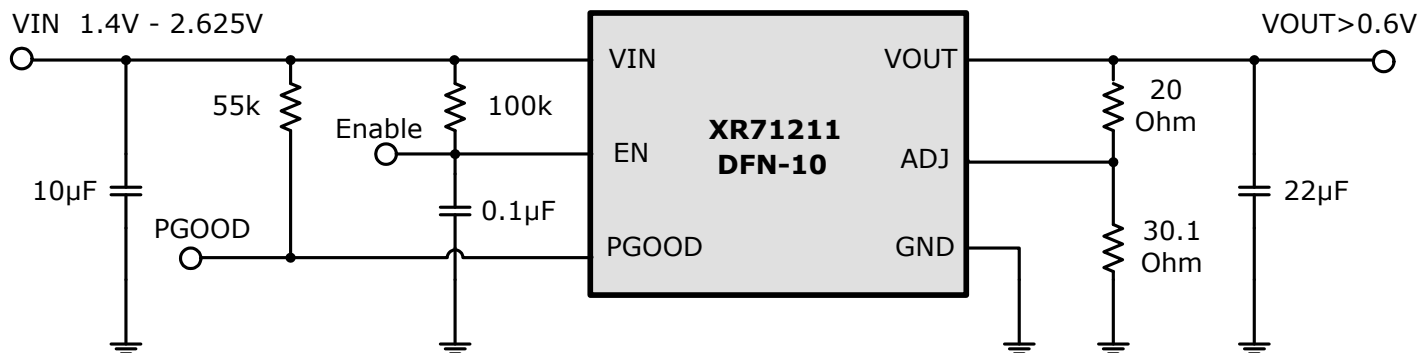 VIN 1.4V - 2.625V
VOUT>0.6V
VIN
VOUT
55k
100k
20
Ohm
Enable
XR71211
DFN-10
EN
ADJ
10µF
0.1µF
22µF
PGOOD
PGOOD
GND
30.1
Ohm